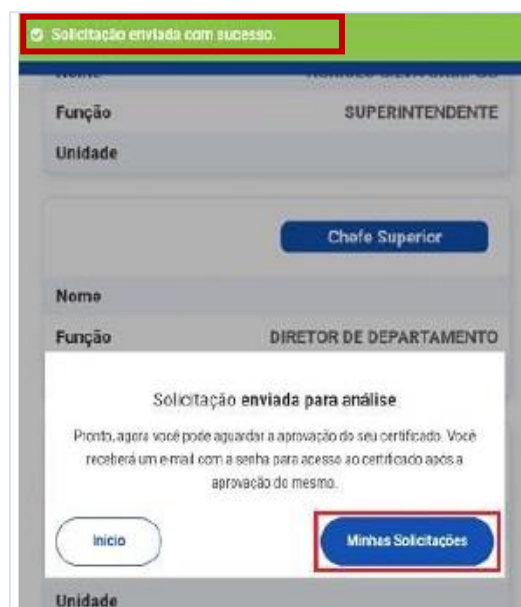 Solicitação enviada com sucesso.
Função SUPERINTENDENTE
Unidade
Chefe Superior
Nome
Função DIRETOR DE DEPARTAMENTO
Solicitação enviada para análise
Pronto, agora você pode aguardar a aprovação do seu certificado. Você
receberá um e-mail com a senha para acesso ao certificado após a
aprovação do mesmo.
Início Minhas Solicitações
Unidade